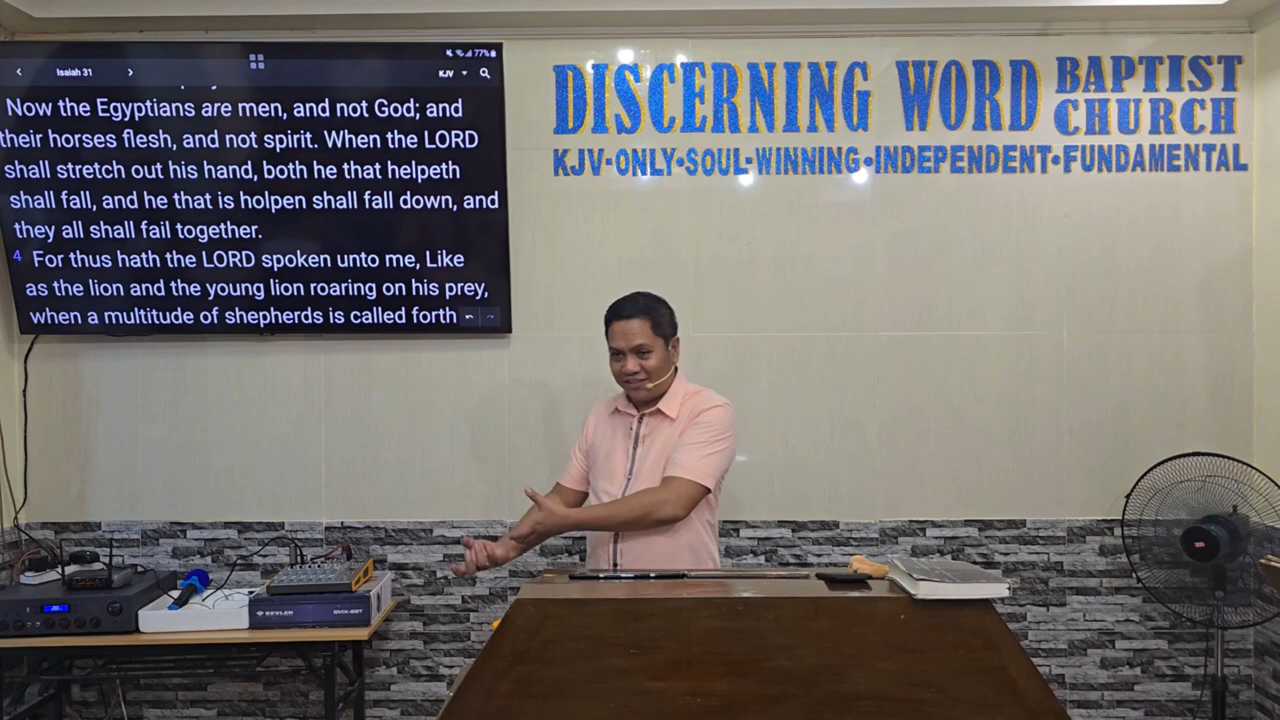 77%
Isaiah 31
KJV
Now the Egyptians are men, and not God; and
their horses flesh, and not spirit. When the LORD
shall stretch out his hand, both he that helpeth
shall fall, and he that is holpen shall fall down, and
they all shall fail together.
4 For thus hath the LORD spoken unto me, Like
as the lion and the young lion roaring on his prey,
when a multitude of shepherds is called forth
DISCERNING WORD BAPTIST CHURCH
KJV-ONLY•SOUL-WINNING•INDEPENDENT•FUNDAMENTAL
KEVLER